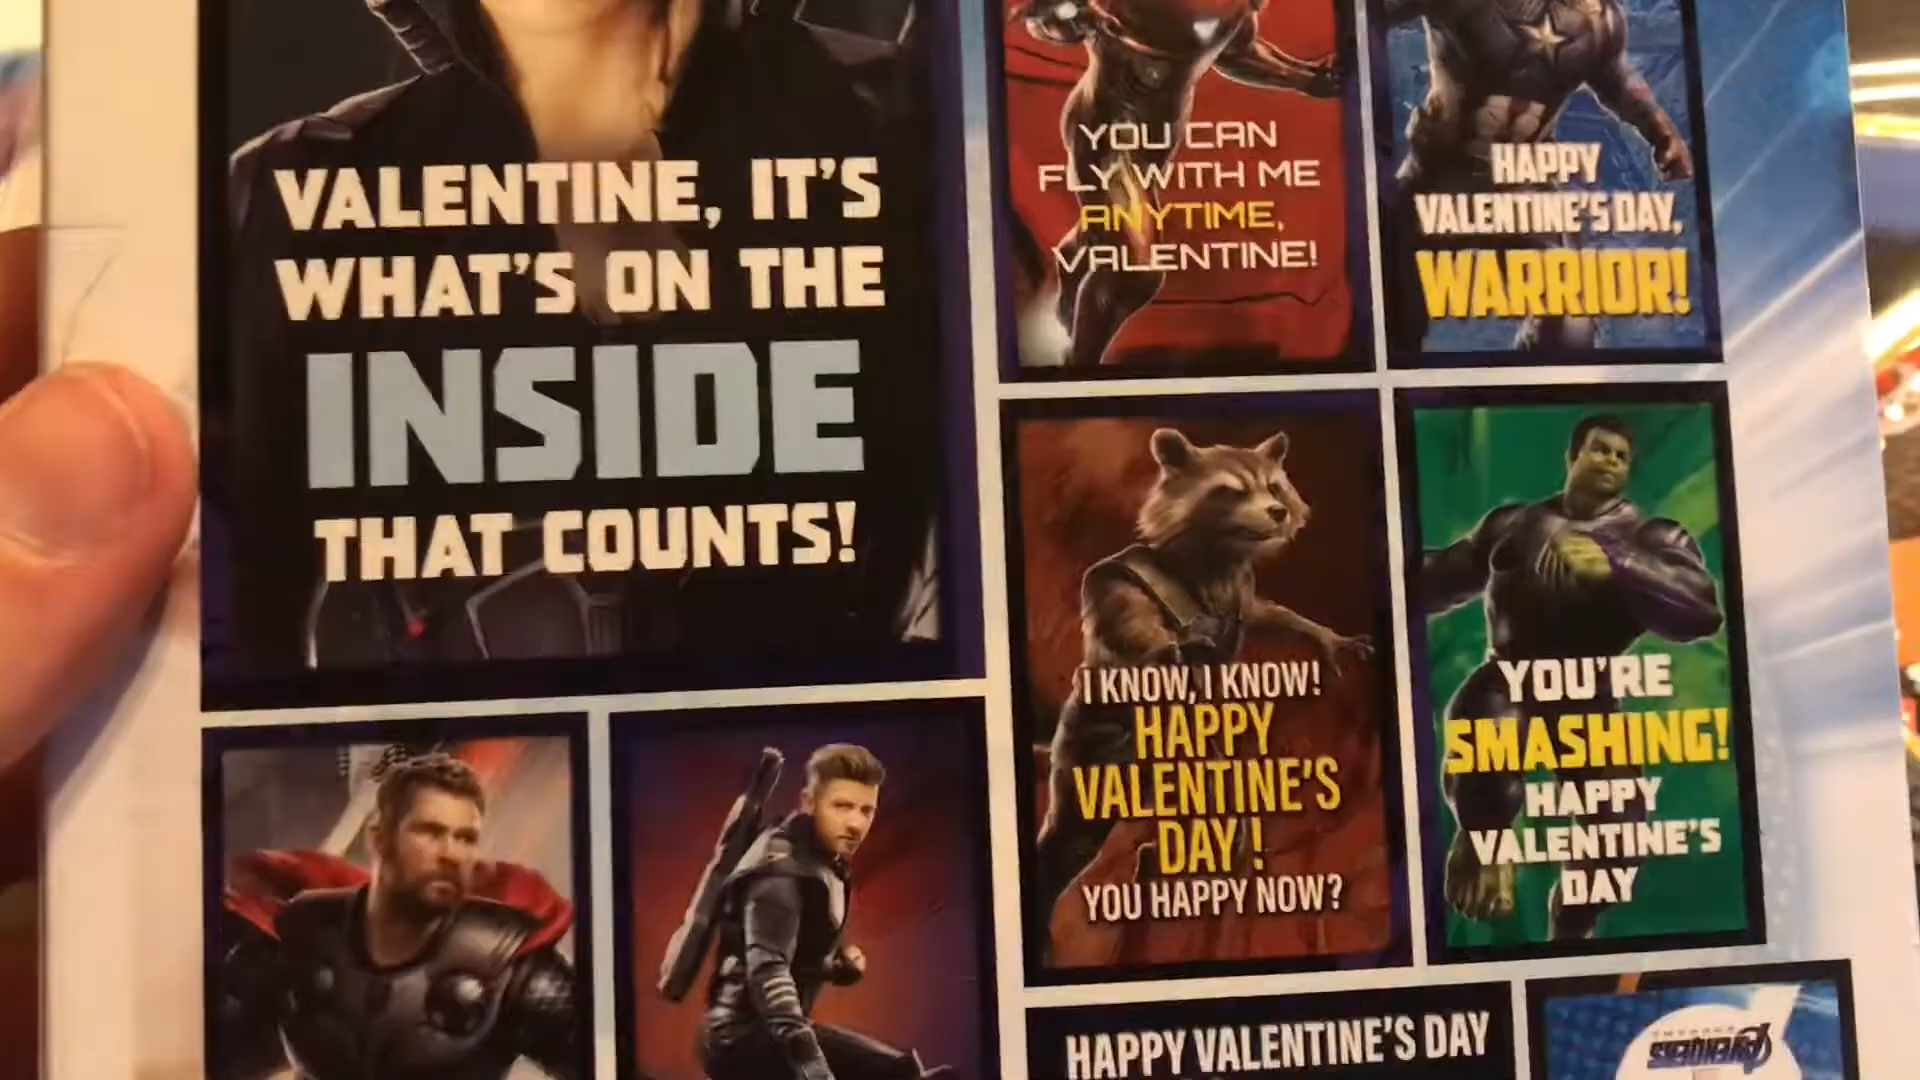 VALENTINE, IT'S
WHAT'S ON THE
INSIDE
THAT COUNTS!
YOU CAN
FLY WITH ME
ANYTIME,
VALENTINE!
HAPPY
VALENTINE'S DAY,
WARRIOR!
I KNOW, I KNOW!
HAPPY
VALENTINE'S
DAY!
YOU HAPPY NOW?
YOU'RE
SMASHING!
HAPPY
VALENTINE'S
DAY
HAPPY VALENTINE'S DAY
AVENGERS